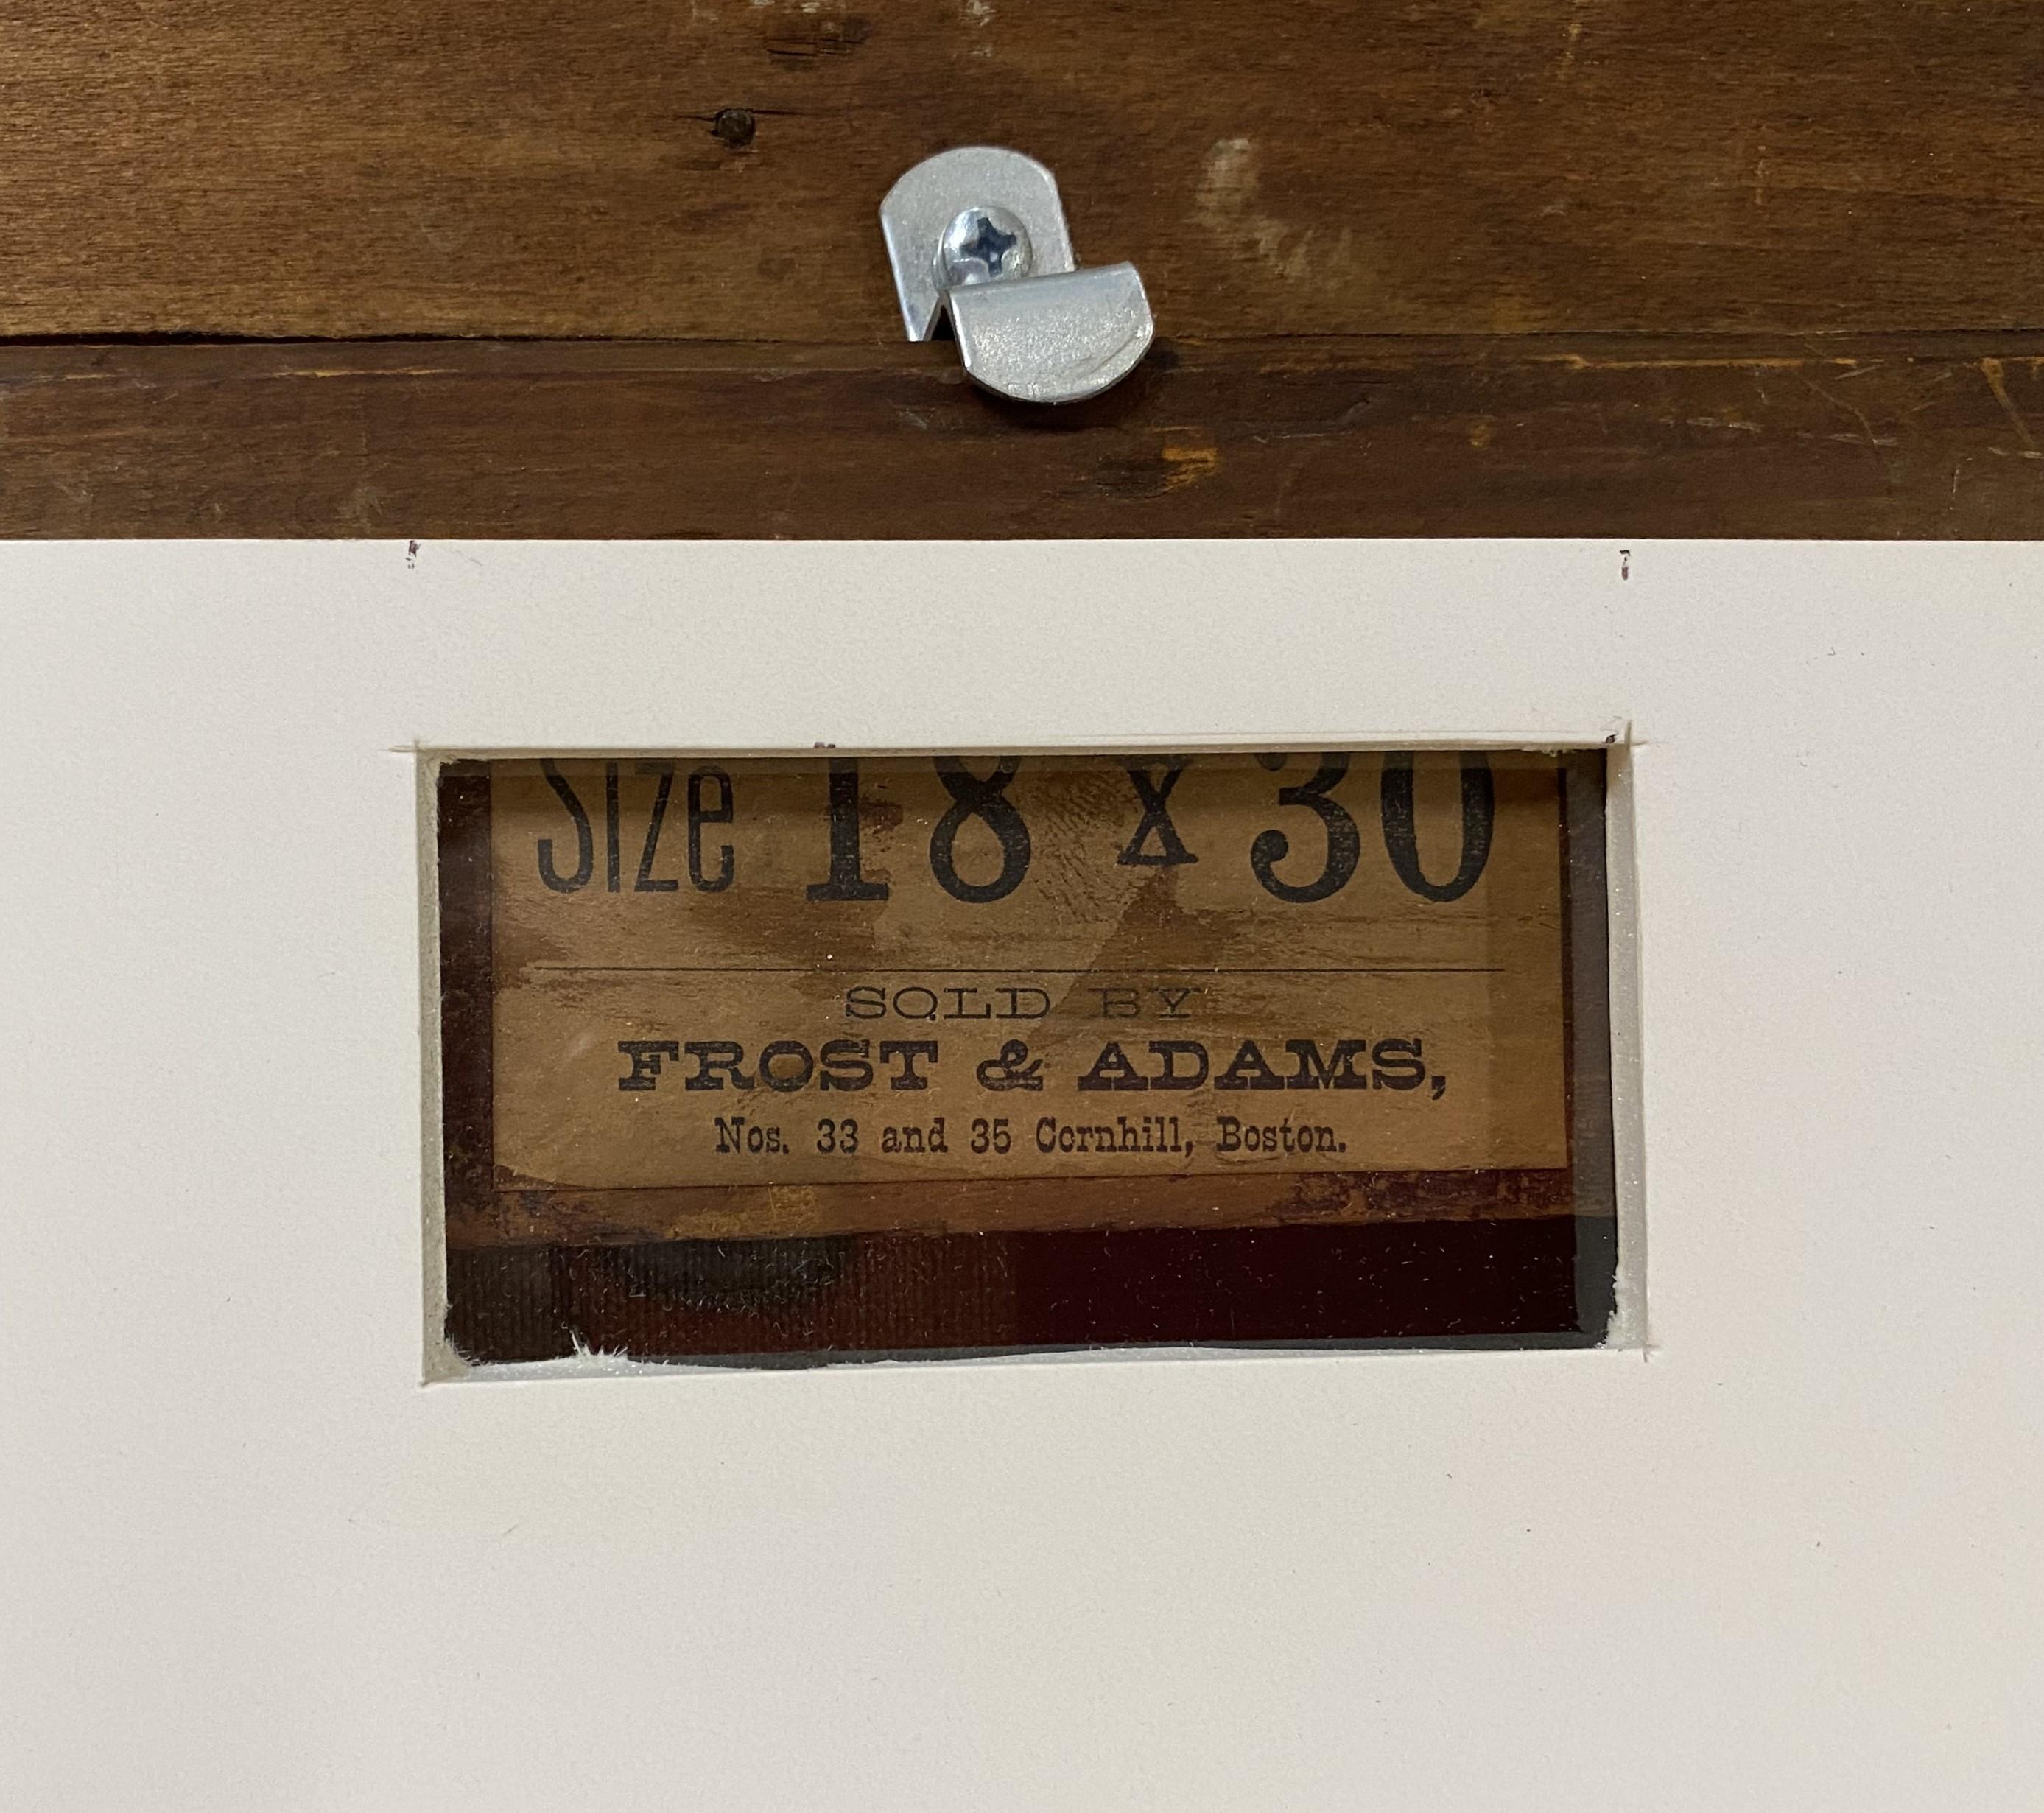 Size 18 x 30
SOLD BY
FROST & ADAMS,
Nos. 33 and 35 Cornhill, Boston.